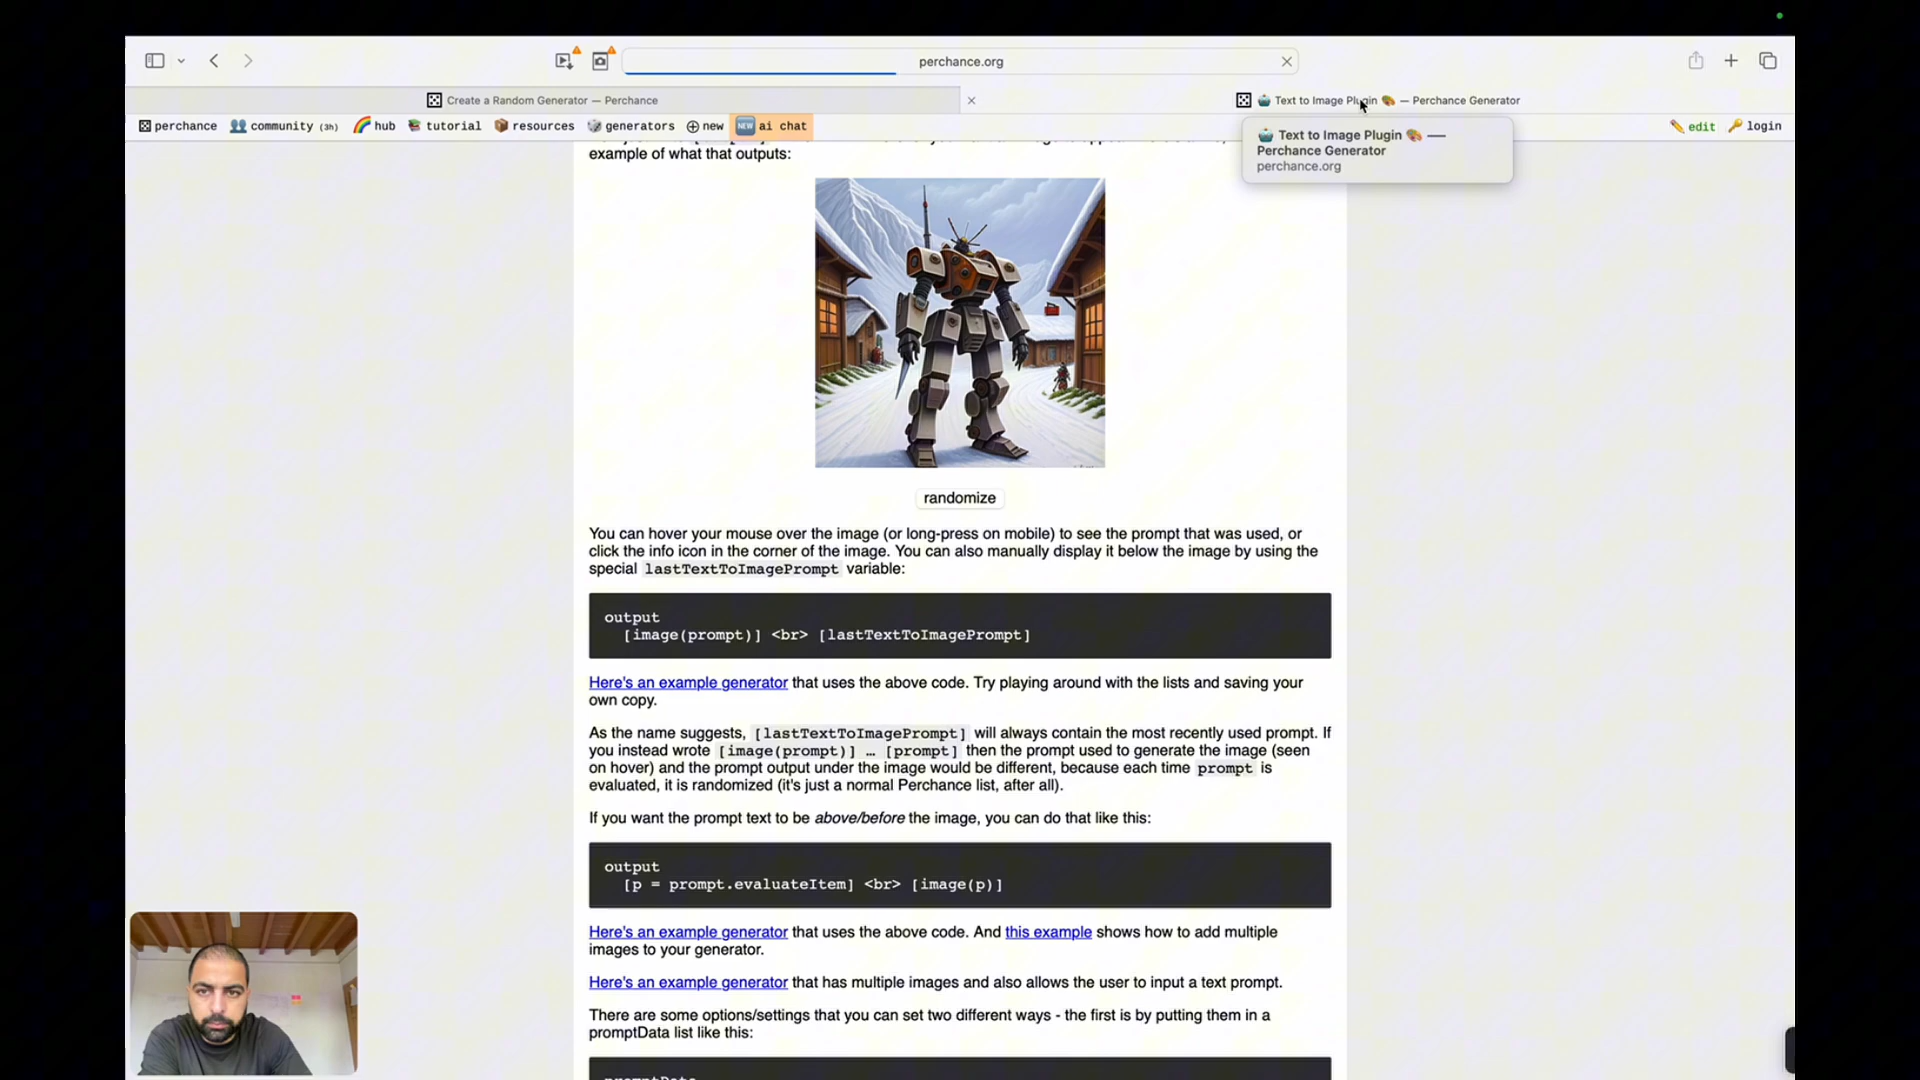 perchance.org
Create a Random Generator — Perchance
Text to Image Plugin 🎨 — Perchance Generator
perchance community (3h) hub tutorial resources generators new NEW ai chat edit login
Text to Image Plugin 🎨 —
Perchance Generator
perchance.org
example of what that outputs:
randomize
You can hover your mouse over the image (or long-press on mobile) to see the prompt that was used, or
click the info icon in the corner of the image. You can also manually display it below the image by using the
special lastTextToImagePrompt variable:
output
[image(prompt)] <br> [lastTextToImagePrompt]
Here's an example generator that uses the above code. Try playing around with the lists and saving your
own copy.
As the name suggests, [lastTextToImagePrompt] will always contain the most recently used prompt. If
you instead wrote [image(prompt)] … [prompt] then the prompt used to generate the image (seen
on hover) and the prompt output under the image would be different, because each time prompt is
evaluated, it is randomized (it's just a normal Perchance list, after all).
If you want the prompt text to be above/before the image, you can do that like this:
output
[p = prompt.evaluateItem] <br> [image(p)]
Here's an example generator that uses the above code. And this example shows how to add multiple
images to your generator.
Here's an example generator that has multiple images and also allows the user to input a text prompt.
There are some options/settings that you can set two different ways - the first is by putting them in a
promptData list like this: